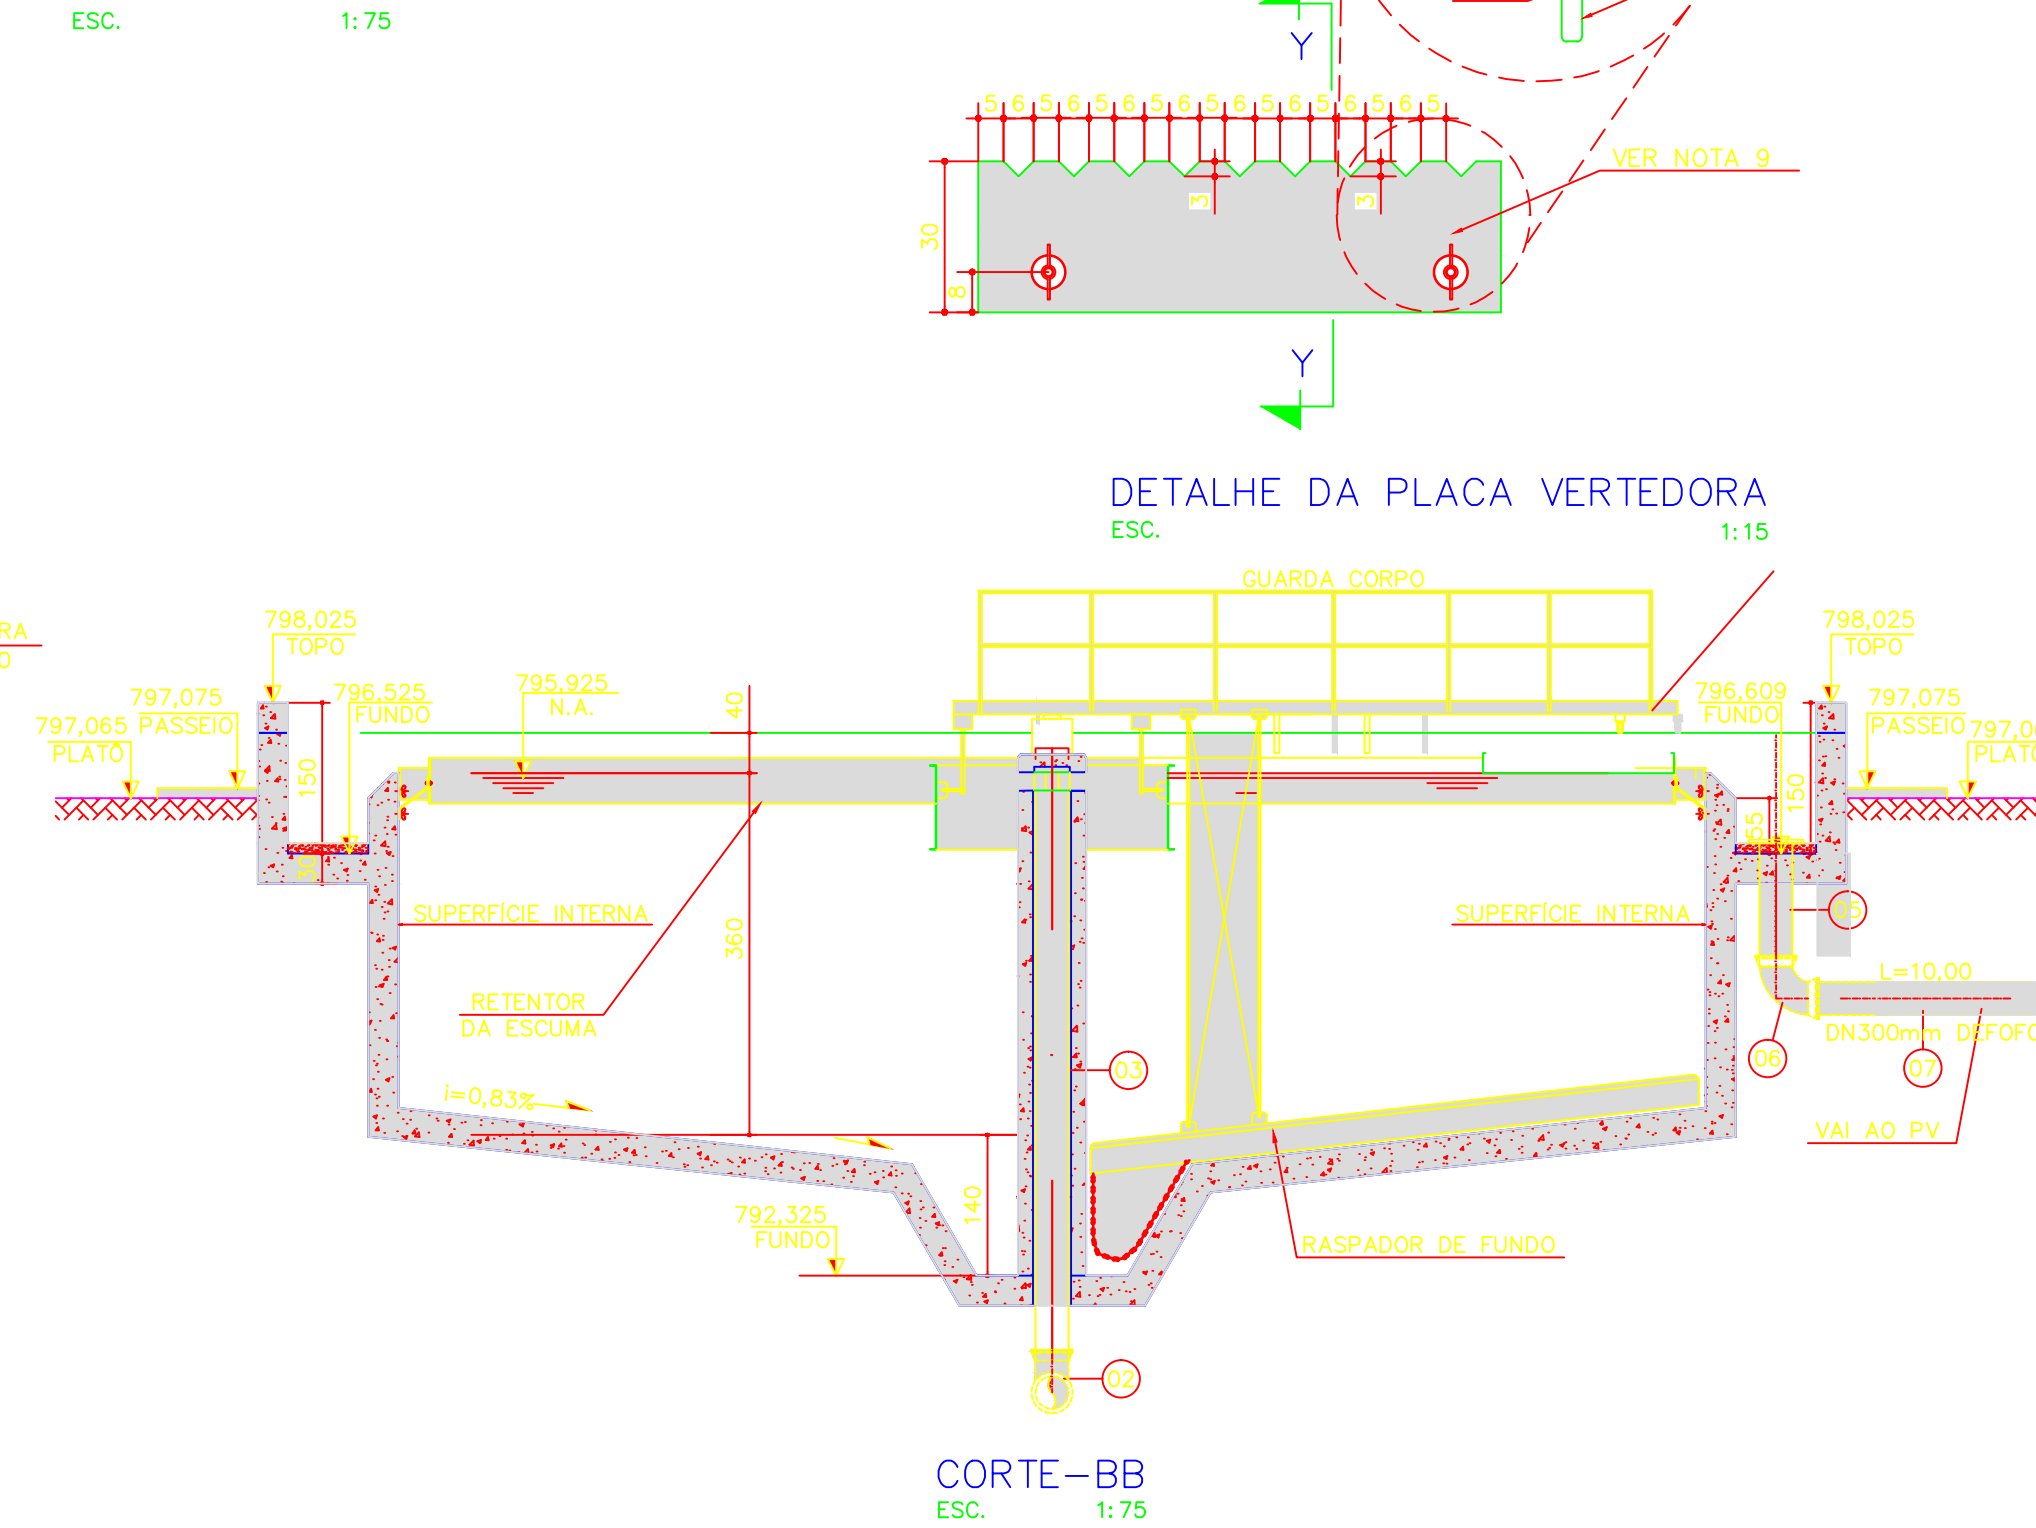 ESC. 1:75
Y
5 6 5 6 5 6 5 6 5 6 5 6 5 6 5 6 5
VER NOTA 9
3
3
30
8
Y
DETALHE DA PLACA VERTEDORA
ESC. 1:15
GUARDA CORPO
RA
O
798,025
TOPO
797,075
PASSEIO
797,065
PLATÔ
796,525
FUNDO
795,925
N.A.
40
796,609
FUNDO
798,025
TOPO
797,075
PASSEIO
797,06
PLATÔ
150
30
150
55
SUPERFÍCIE INTERNA
360
SUPERFÍCIE INTERNA
05
L=10,00
RETENTOR
DA ESCUMA
DN300mm DEFOFO
03
06
07
i=0,83%
VAI AO PV
140
792,325
FUNDO
RASPADOR DE FUNDO
02
CORTE-BB
ESC. 1:75